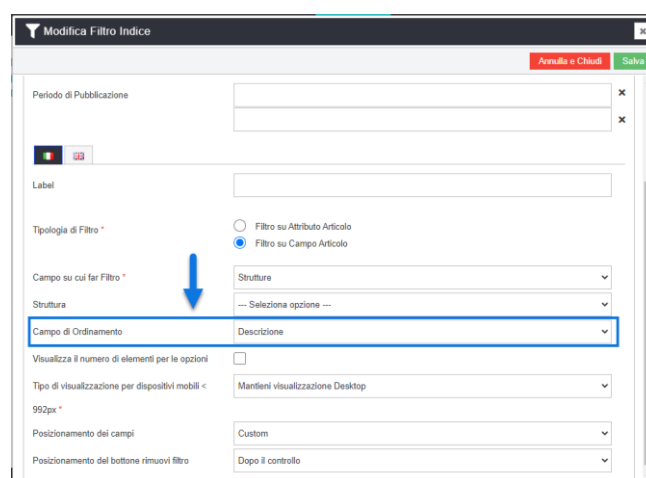 Modifica Filtro Indice
Annulla e Chiudi Salva
Periodo di Pubblicazione
Label
Tipologia di Filtro *
Filtro su Attributo Articolo
Filtro su Campo Articolo
Campo su cui far Filtro * Strutture
Struttura --- Seleziona opzione ---
Campo di Ordinamento Descrizione
Visualizza il numero di elementi per le opzioni
Tipo di visualizzazione per dispositivi mobili < Mantieni visualizzazione Desktop
992px *
Posizionamento dei campi Custom
Posizionamento del bottone rimuovi filtro Dopo il controllo